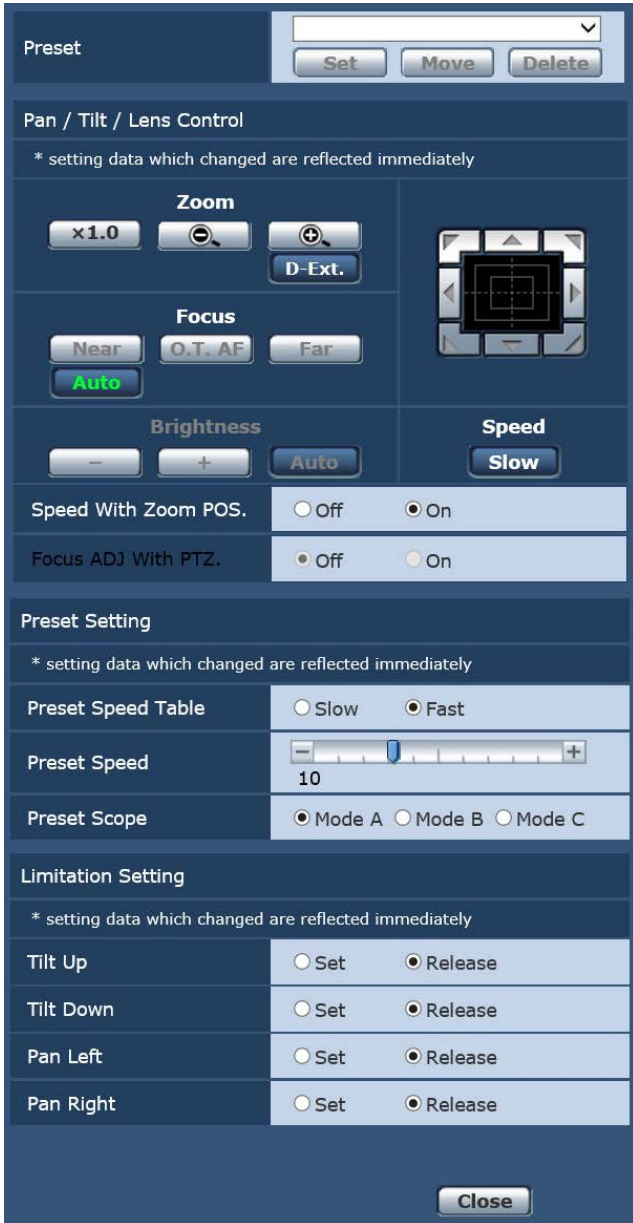 Preset
Set Move Delete
Pan / Tilt / Lens Control
* setting data which changed are reflected immediately
Zoom
×1.0
D-Ext.
Focus
Near O.T. AF Far
Auto
Brightness
− + Auto
Speed
Slow
Speed With Zoom POS. Off On
Focus ADJ With PTZ. Off On
Preset Setting
* setting data which changed are reflected immediately
Preset Speed Table Slow Fast
Preset Speed − +
10
Preset Scope Mode A Mode B Mode C
Limitation Setting
* setting data which changed are reflected immediately
Tilt Up Set Release
Tilt Down Set Release
Pan Left Set Release
Pan Right Set Release
Close